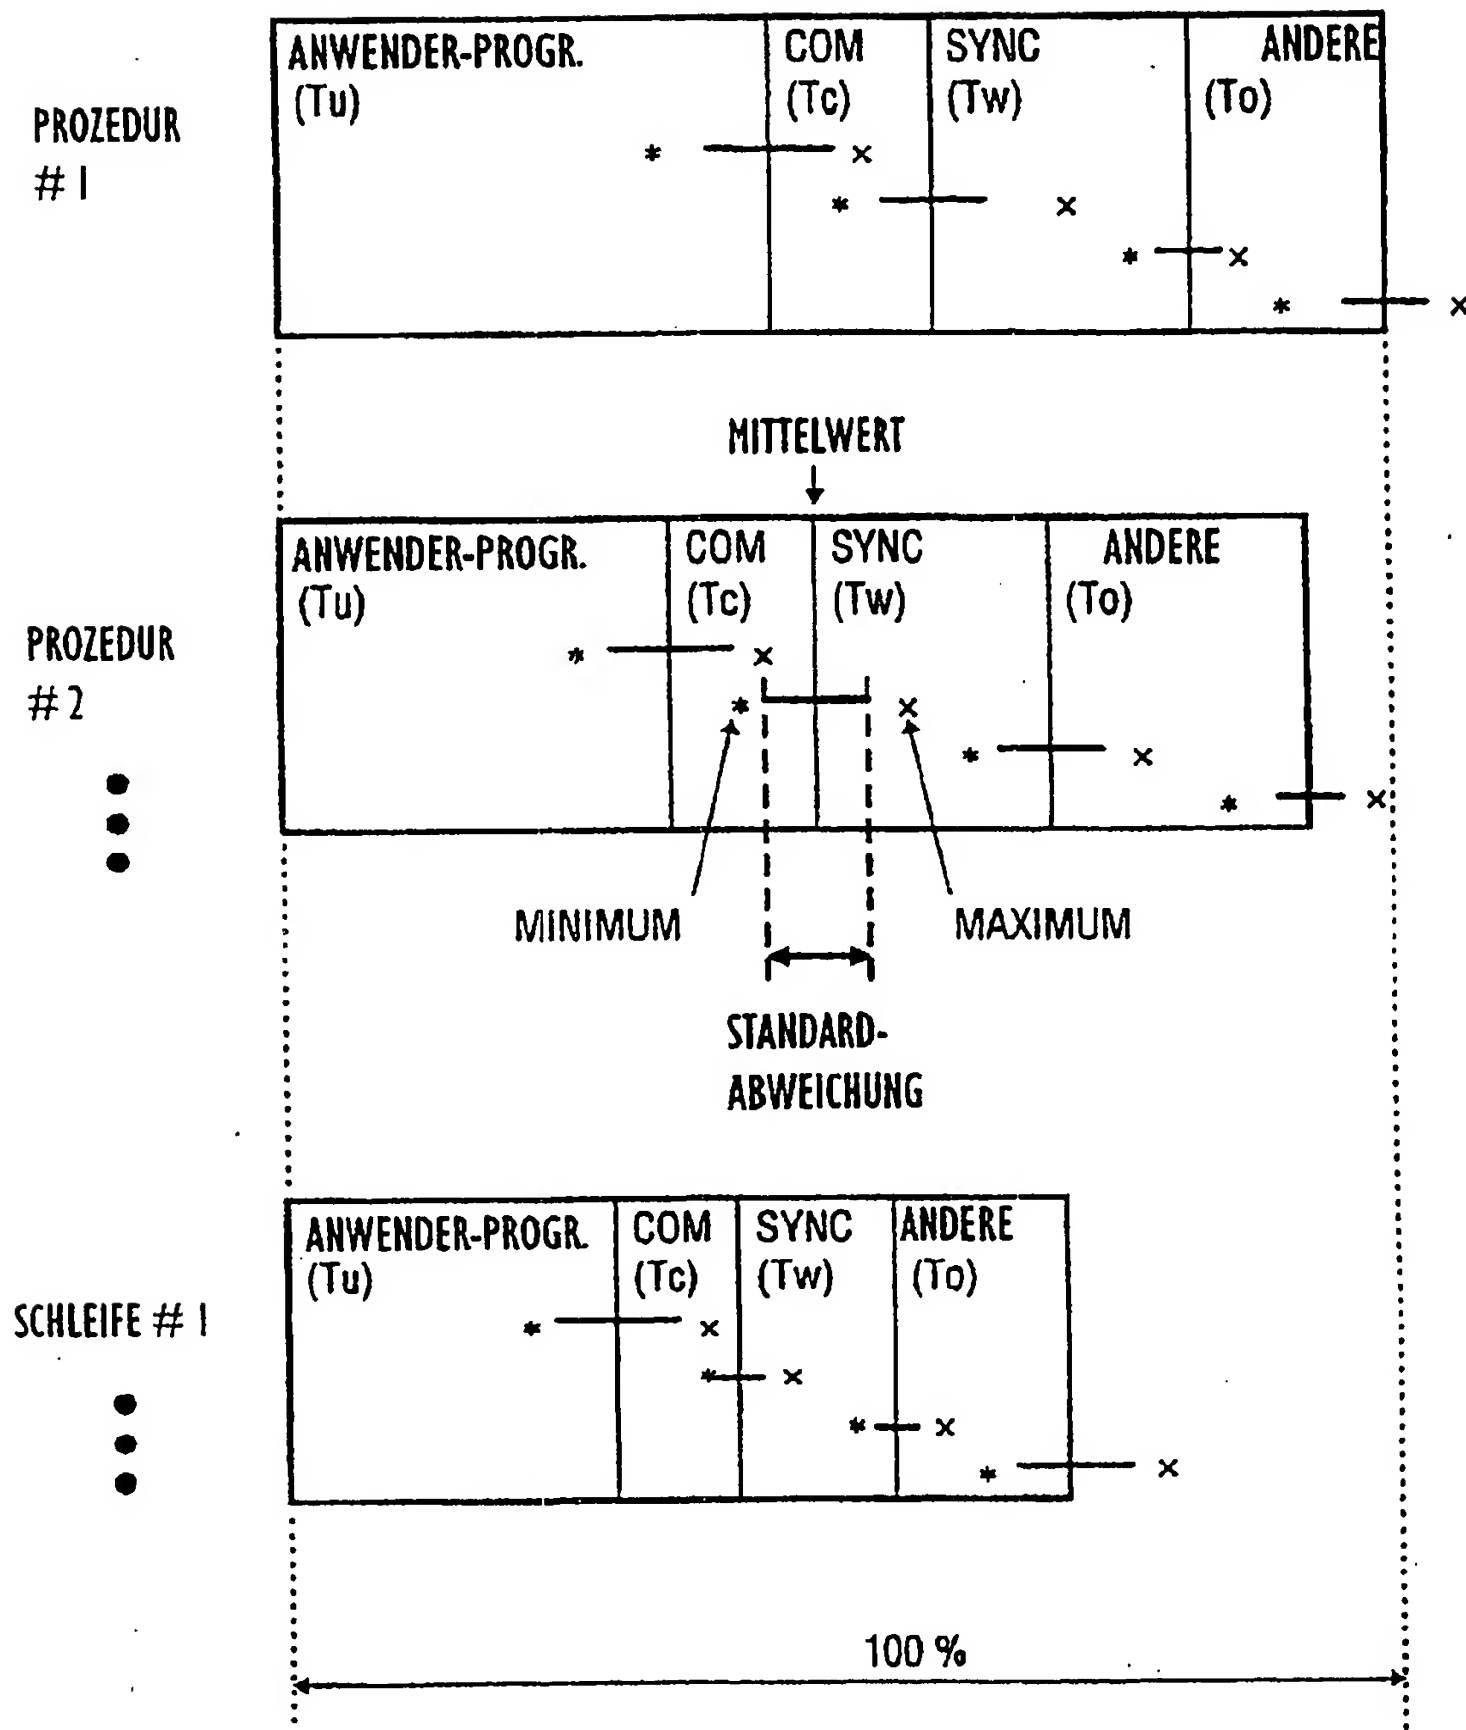 ANWENDER-PROGR.
(Tu)
COM
(Tc)
SYNC
(Tw)
ANDERE
(To)
PROZEDUR
# 1
* x
* x
* x
* x
MITTELWERT
ANWENDER-PROGR.
(Tu)
COM
(Tc)
SYNC
(Tw)
ANDERE
(To)
PROZEDUR
# 2
* x
* x
* x
* x
MINIMUM
MAXIMUM
STANDARD-
ABWEICHUNG
ANWENDER-PROGR.
(Tu)
COM
(Tc)
SYNC
(Tw)
ANDERE
(To)
SCHLEIFE # 1
* x
* x
* x
* x
100 %